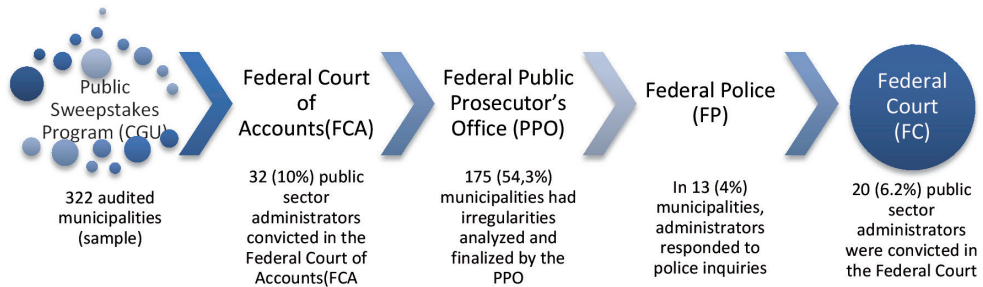 Public
Sweepstakes
Program (CGU)
322 audited
municipalities
(sample)
Federal Court
of
Accounts(FCA)
32 (10%) public
sector
administrators
convicted in the
Federal Court of
Accounts(FCA
Federal Public
Prosecutor's
Office (PPO)
175 (54,3%)
municipalities had
irregularities
analyzed and
finalized by the
PPO
Federal Police
(FP)
In 13 (4%)
municipalities,
administrators
responded to
police inquiries
Federal
Court
(FC)
20 (6.2%) public
sector
administrators
were convicted in
the Federal Court